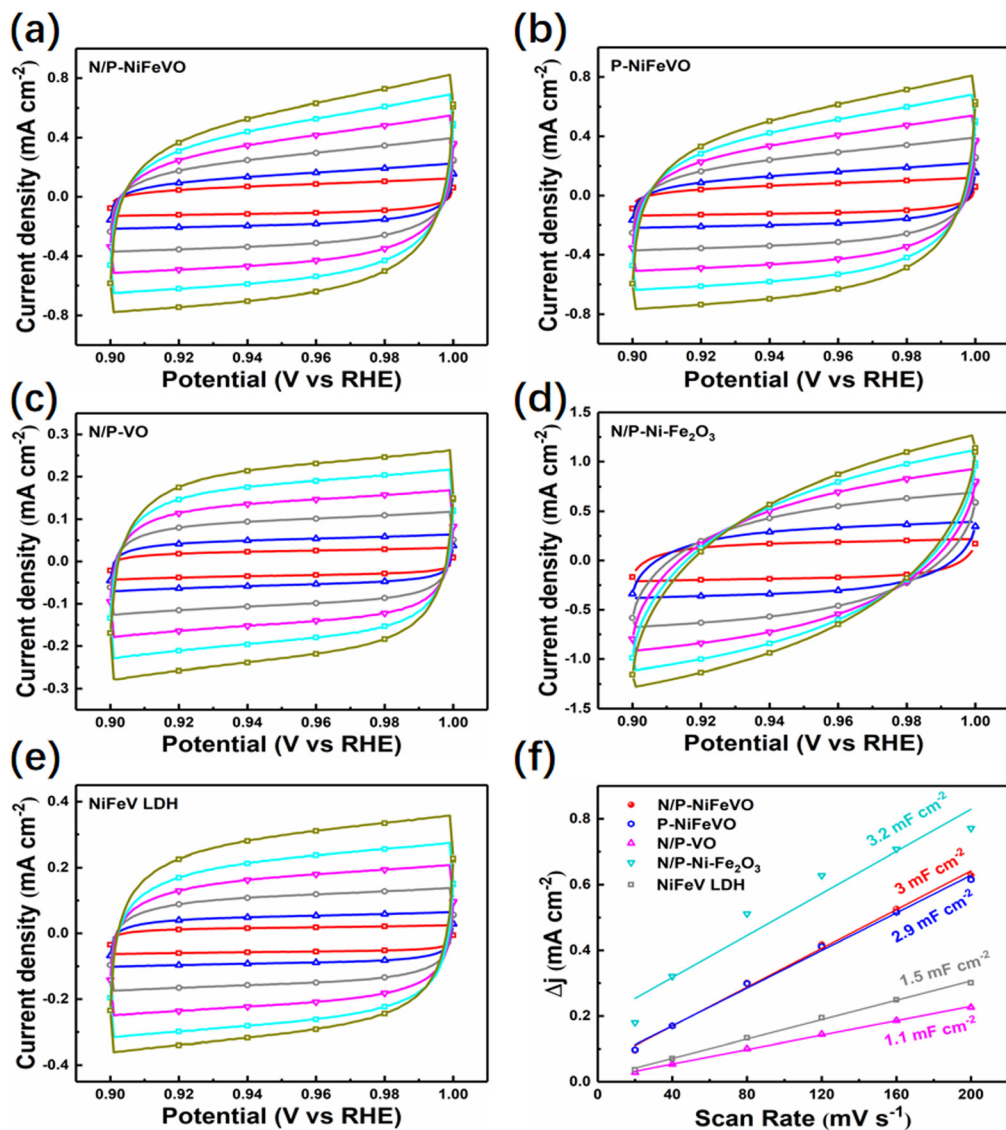 (a)
N/P-NiFeVO
0.8
0.4
0.0
-0.4
-0.8
Current density (mA cm⁻²)
0.90 0.92 0.94 0.96 0.98 1.00
Potential (V vs RHE)
(b)
P-NiFeVO
0.8
0.4
0.0
-0.4
-0.8
Current density (mA cm⁻²)
0.90 0.92 0.94 0.96 0.98 1.00
Potential (V vs RHE)
(c)
N/P-VO
0.3
0.2
0.1
0.0
-0.1
-0.2
-0.3
Current density (mA cm⁻²)
0.90 0.92 0.94 0.96 0.98 1.00
Potential (V vs RHE)
(d)
N/P-Ni-Fe₂O₃
1.5
1.0
0.5
0.0
-0.5
-1.0
-1.5
Current density (mA cm⁻²)
0.90 0.92 0.94 0.96 0.98 1.00
Potential (V vs RHE)
(e)
NiFeV LDH
0.4
0.2
0.0
-0.2
-0.4
Current density (mA cm⁻²)
0.90 0.92 0.94 0.96 0.98 1.00
Potential (V vs RHE)
(f)
N/P-NiFeVO
P-NiFeVO
N/P-VO
N/P-Ni-Fe₂O₃
NiFeV LDH
3.2 mF cm⁻²
3 mF cm⁻²
2.9 mF cm⁻²
1.5 mF cm⁻²
1.1 mF cm⁻²
0.8
0.6
0.4
0.2
0.0
Δj (mA cm⁻²)
0 40 80 120 160 200
Scan Rate (mV s⁻¹)